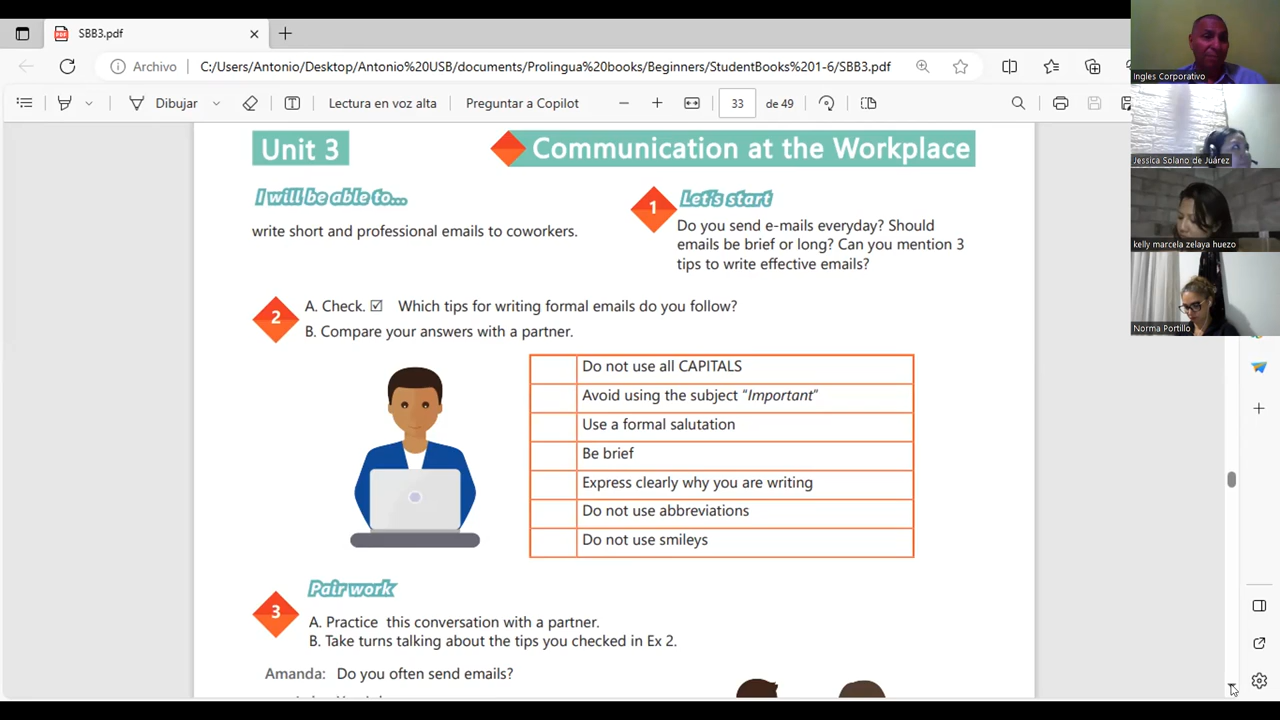 SBB3.pdf
Archivo
C:/Users/Antonio/Desktop/Antonio%20USB/documents/Prolingua%20books/Beginners/StudentBooks%201-6/SBB3.pdf
Dibujar
Lectura en voz alta
Preguntar a Copilot
33
de 49
Ingles Corporativo
Jessica Solano de Juárez
kelly marcela zelaya huezo
Norma Portillo
Unit 3
Communication at the Workplace
I will be able to...
write short and professional emails to coworkers.
1
Let's start
Do you send e-mails everyday? Should
emails be brief or long? Can you mention 3
tips to write effective emails?
2
A. Check. ☑ Which tips for writing formal emails do you follow?
B. Compare your answers with a partner.
Do not use all CAPITALS
Avoid using the subject "Important"
Use a formal salutation
Be brief
Express clearly why you are writing
Do not use abbreviations
Do not use smileys
Pair work
3
A. Practice this conversation with a partner.
B. Take turns talking about the tips you checked in Ex 2.
Amanda: Do you often send emails?